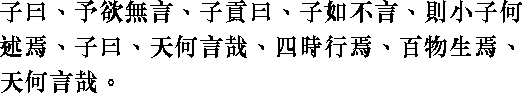 子曰、予欲無言、子貢曰、子如不言、則小子何
述焉、子曰、天何言哉、四時行焉、百物生焉、
天何言哉。